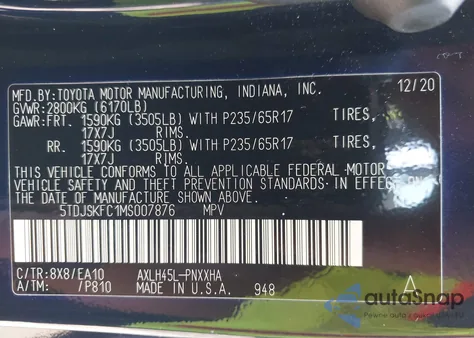 MFD. BY: TOYOTA MOTOR MANUFACTURING, INDIANA, INC. 12/20
GVWR: 2800KG (6170LB)
GAWR: FRT. 1590KG (3505LB) WITH P235/65R17 TIRES,
17X7J RIMS.
RR. 1590KG (3505LB) WITH P235/65R17 TIRES,
17X7J RIMS.
THIS VEHICLE CONFORMS TO ALL APPLICABLE FEDERAL MOTOR
VEHICLE SAFETY AND THEFT PREVENTION STANDARDS IN EFFECT ON
THE DATE OF MANUFACTURE SHOWN ABOVE.
5TDJSKFC1MS007876 MPV
C/TR: 8X8/EA10 AXLH45L-PNXXHA A
A/TM: /P810 MADE IN U.S.A. 948
autoSnap